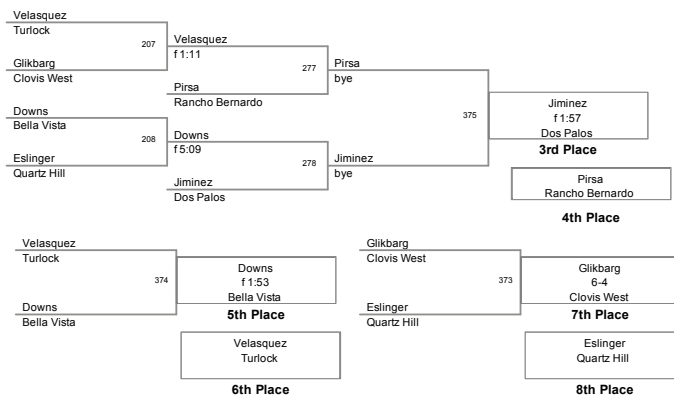 Velasquez
Turlock
207
Glikbarg
Clovis West
Velasquez
f 1:11
277
Pirsa
Rancho Bernardo
Downs
Bella Vista
208
Eslinger
Quartz Hill
Downs
f 5:09
278
Jiminez
Dos Palos
Pirsa
bye
375
Jiminez
bye
Jiminez
f 1:57
Dos Palos
3rd Place
Pirsa
Rancho Bernardo
4th Place
Velasquez
Turlock
374
Downs
Bella Vista
Downs
f 1:53
Bella Vista
5th Place
Velasquez
Turlock
6th Place
Glikbarg
Clovis West
373
Eslinger
Quartz Hill
Glikbarg
6-4
Clovis West
7th Place
Eslinger
Quartz Hill
8th Place